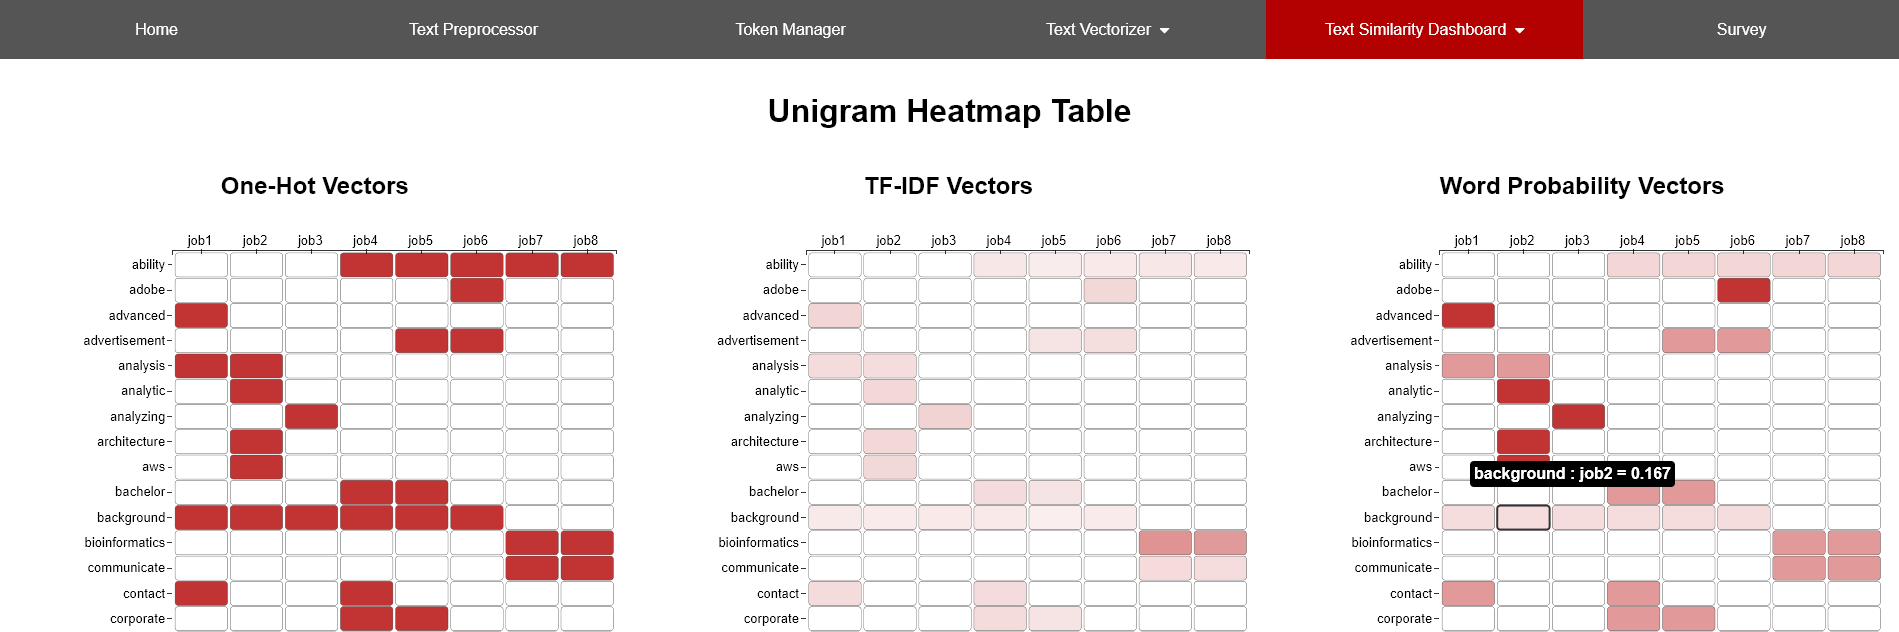 Home Text Preprocessor Token Manager Text Vectorizer Text Similarity Dashboard Survey
Unigram Heatmap Table
One-Hot Vectors
job1 job2 job3 job4 job5 job6 job7 job8
ability
adobe
advanced
advertisement
analysis
analytic
analyzing
architecture
aws
bachelor
background
bioinformatics
communicate
contact
corporate
TF-IDF Vectors
job1 job2 job3 job4 job5 job6 job7 job8
ability
adobe
advanced
advertisement
analysis
analytic
analyzing
architecture
aws
bachelor
background
bioinformatics
communicate
contact
corporate
Word Probability Vectors
job1 job2 job3 job4 job5 job6 job7 job8
ability
adobe
advanced
advertisement
analysis
analytic
analyzing
architecture
aws
background : job2 = 0.167
bachelor
background
bioinformatics
communicate
contact
corporate